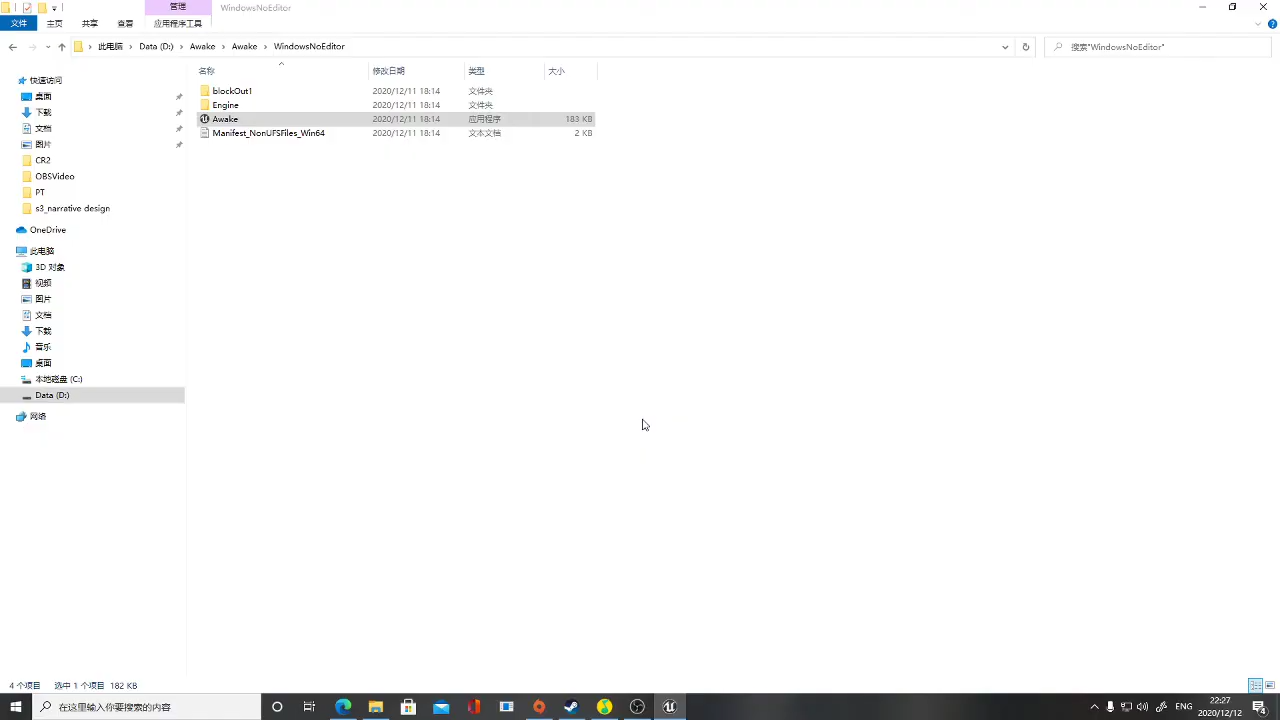 管理
WindowsNoEditor
文件 主页 共享 查看 应用程序工具
此电脑 Data (D:) Awake Awake WindowsNoEditor
搜索"WindowsNoEditor"
名称 修改日期 类型 大小
blockOut1 2020/12/11 18:14 文件夹
Engine 2020/12/11 18:14 文件夹
Awake 2020/12/11 18:14 应用程序 183 KB
Manifest_NonUFSFiles_Win64 2020/12/11 18:14 文本文档 2 KB
快速访问
桌面
下载
文档
图片
CR2
OBSVideo
PT
s3_narrative design
OneDrive
此电脑
3D 对象
视频
图片
文档
下载
音乐
桌面
本地磁盘 (C:)
Data (D:)
网络
4 个项目 选中 1 个项目 182 KB
在这里输入你要搜索的内容
ENG
22:27
2020/12/12